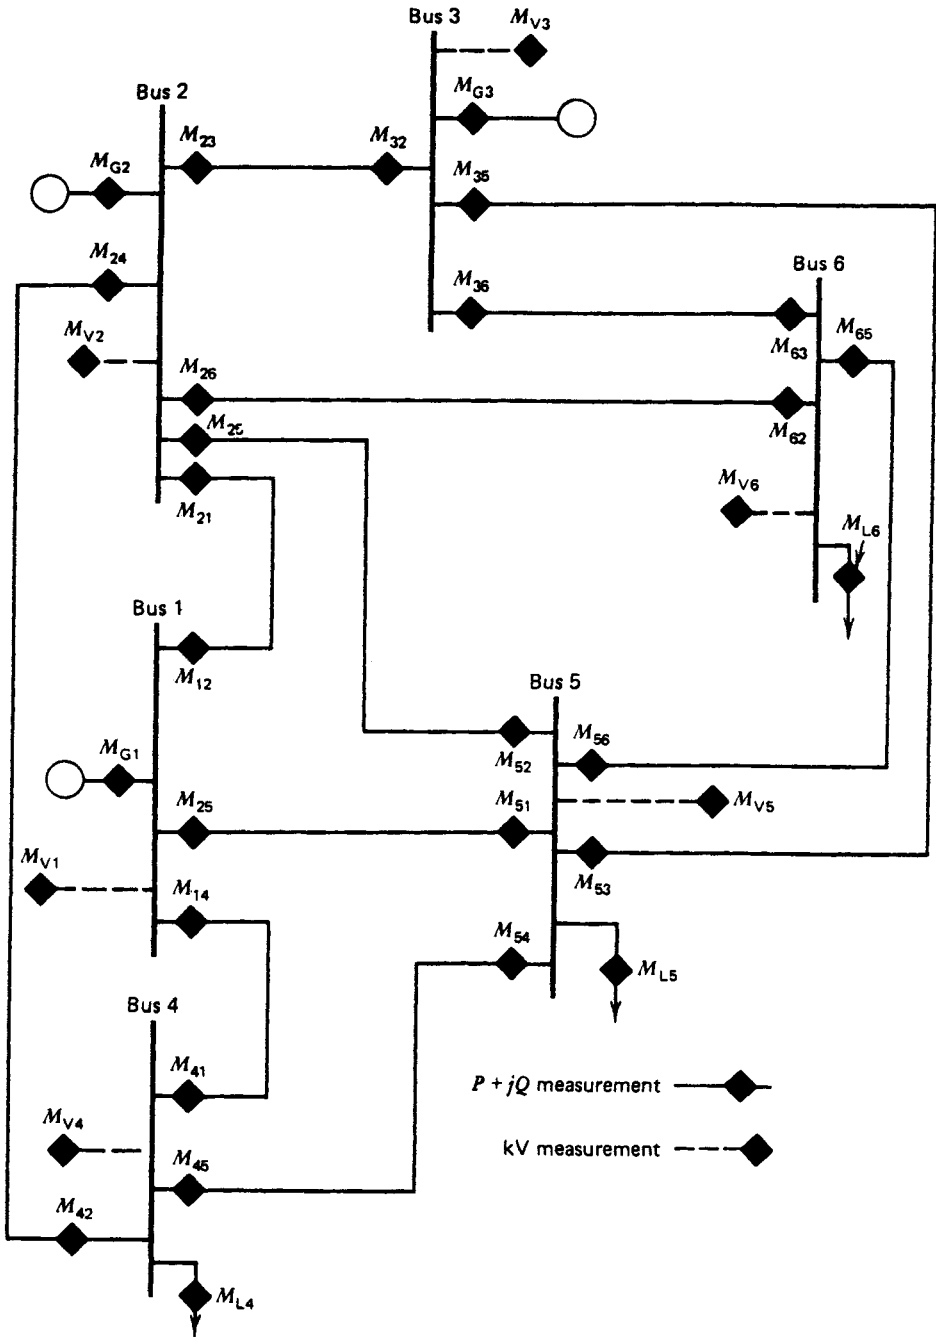 Bus 3
M_V3
Bus 2
M_G3
M_23
M_32
M_G2
M_35
M_24
M_36
Bus 6
M_V2
M_63
M_65
M_26
M_25
M_62
M_21
M_V6
M_L6
Bus 1
M_12
Bus 5
M_G1
M_52
M_56
M_25
M_51
M_V5
M_V1
M_14
M_53
M_54
M_L5
Bus 4
M_41
P + jQ measurement
M_V4
kV measurement
M_45
M_42
M_L4